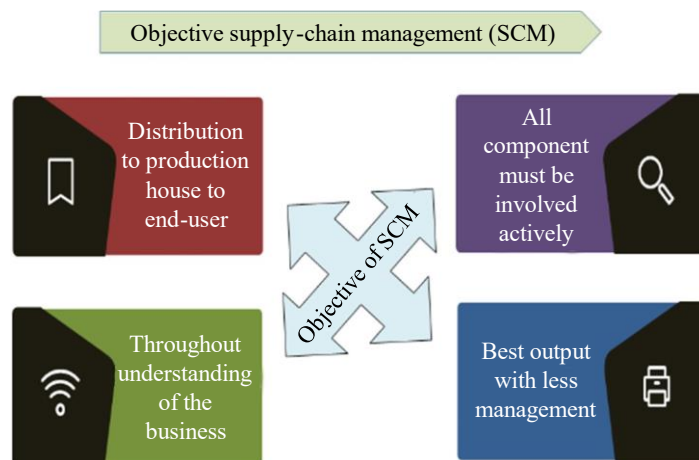 Objective supply-chain management (SCM)
Distribution
to production
house to
end-user
All
component
must be
involved
actively
Objective of SCM
Throughout
understanding
of the
business
Best output
with less
management